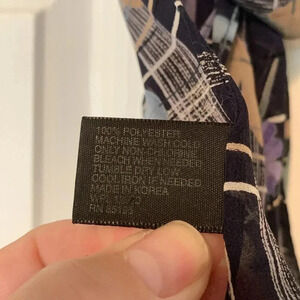 100% POLYESTER
MACHINE WASH COLD
ONLY NON-CHLORINE
BLEACH WHEN NEEDED
TUMBLE DRY LOW
COOL IRON IF NEEDED
MADE IN KOREA
RN